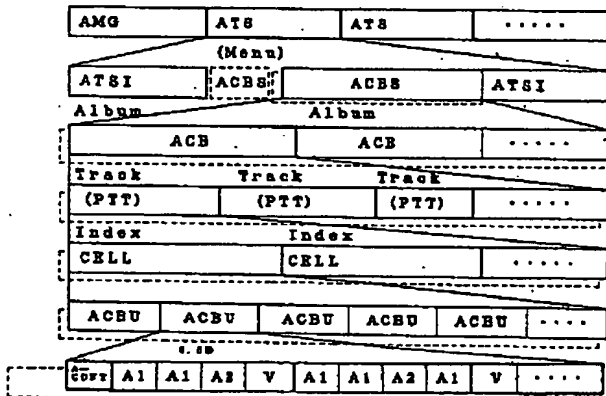 AMG ATS ATS .....
(Menu)
ATSI ACBS ACBS ATSI
Album Album
ACB ACB .....
Track Track Track
(PTT) (PTT) (PTT) .....
Index Index
CELL CELL .....
ACBU ACBU ACBU ACBU ACBU ....
A1 A1 A2 V A1 A1 A2 A1 V .....